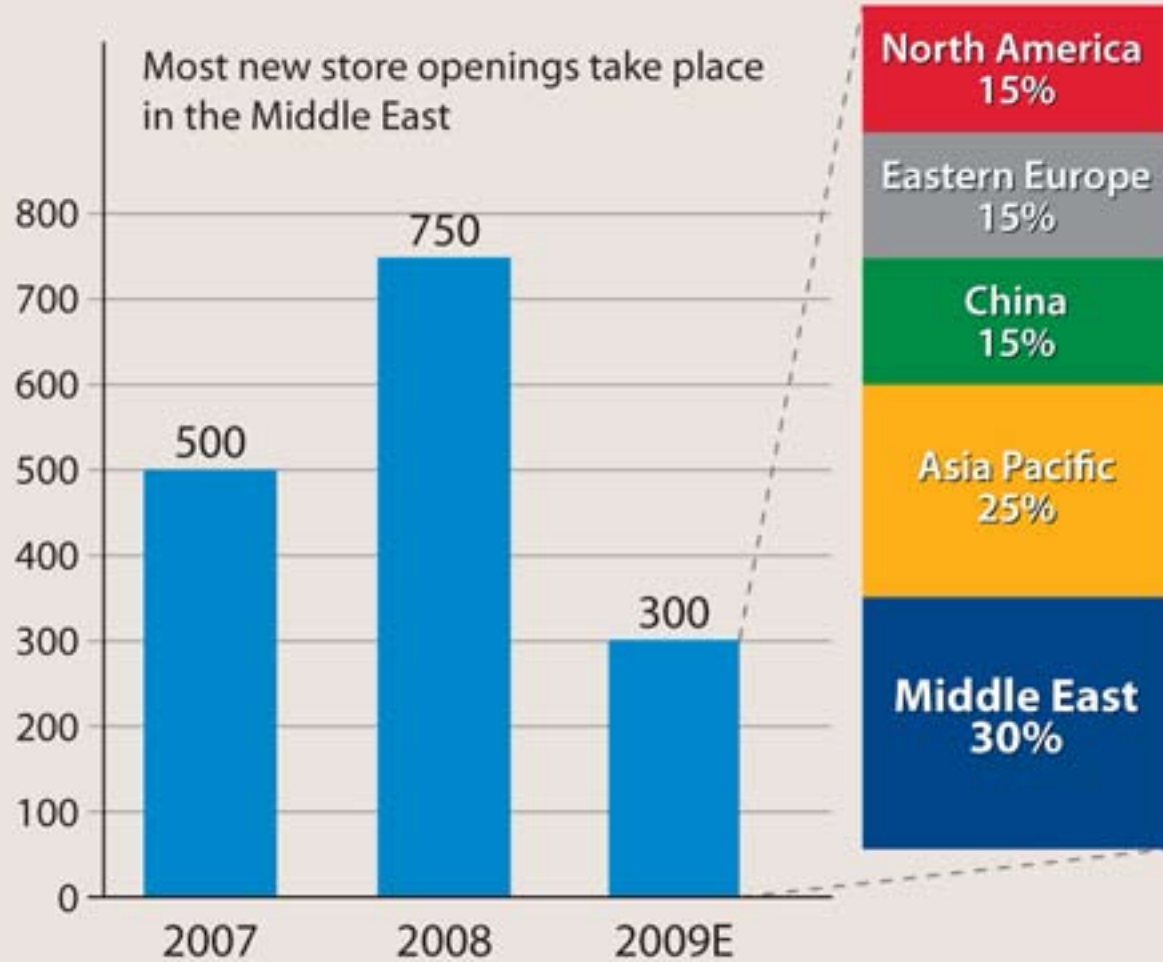 Most new store openings take place
in the Middle East
800
700
600
500
400
300
200
100
0
500
750
300
2007
2008
2009E
North America
15%
Eastern Europe
15%
China
15%
Asia Pacific
25%
Middle East
30%